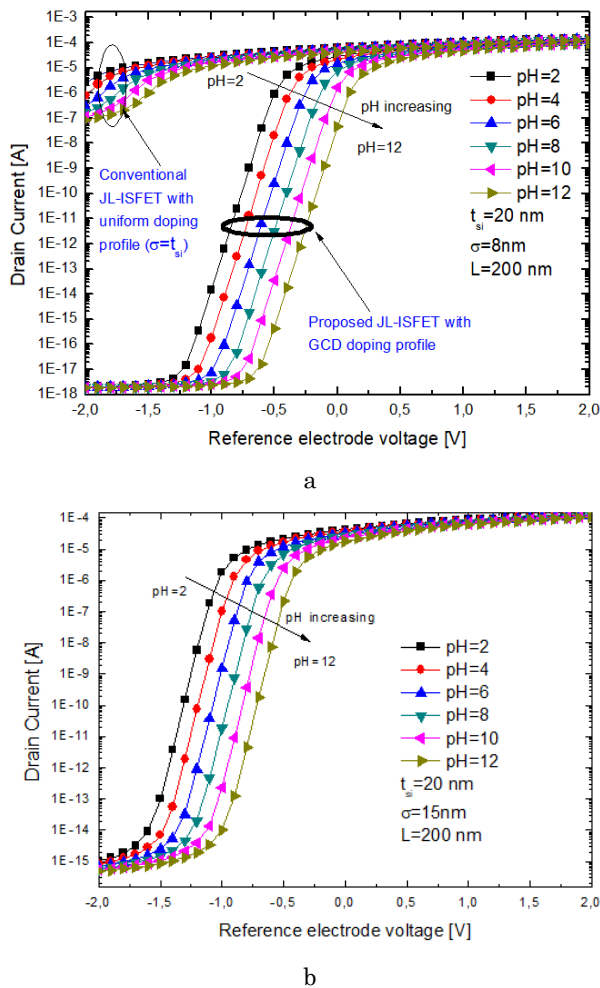 1E-3
1E-4
1E-5
1E-6
1E-7
1E-8
1E-9
1E-10
1E-11
1E-12
1E-13
1E-14
1E-15
1E-16
1E-17
1E-18
Drain Current [A]
pH=2
pH increasing
pH=12
Conventional
JL-ISFET with
uniform doping
profile (σ=tsi)
Proposed JL-ISFET with
GCD doping profile
pH=2
pH=4
pH=6
pH=8
pH=10
pH=12
tsi=20 nm
σ=8nm
L=200 nm
-2,0 -1,5 -1,0 -0,5 0,0 0,5 1,0 1,5 2,0
Reference electrode voltage [V]
a
1E-4
1E-5
1E-6
1E-7
1E-8
1E-9
1E-10
1E-11
1E-12
1E-13
1E-14
1E-15
Drain Current [A]
pH=2
pH increasing
pH=12
pH=2
pH=4
pH=6
pH=8
pH=10
pH=12
tsi=20 nm
σ=15nm
L=200 nm
-2,0 -1,5 -1,0 -0,5 0,0 0,5 1,0 1,5 2,0
Reference electrode voltage [V]
b